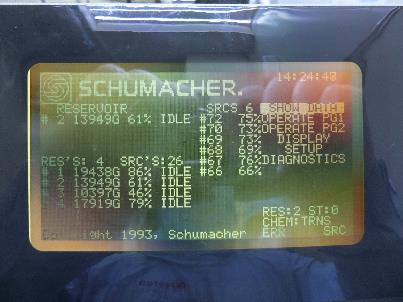 14:24:48
SCHUMACHER.
RESERVOIR SRCS 6 SHOW DATA
# 2 13949G 61% IDLE #72 75% OPERATE PG1
#70 73% OPERATE PG2
#69 73% DISPLAY
RES'S: 4 SRC'S:26 #68 69% SETUP
# 1 19438G 86% IDLE #67 76% DIAGNOSTICS
# 2 13949G 61% IDLE #66 66%
# 3 10397G 46% IDLE
# 4 17919G 79% IDLE
RES:2 ST:0
CHEM:TRNS
Copyright 1993, Schumacher ERR SRC